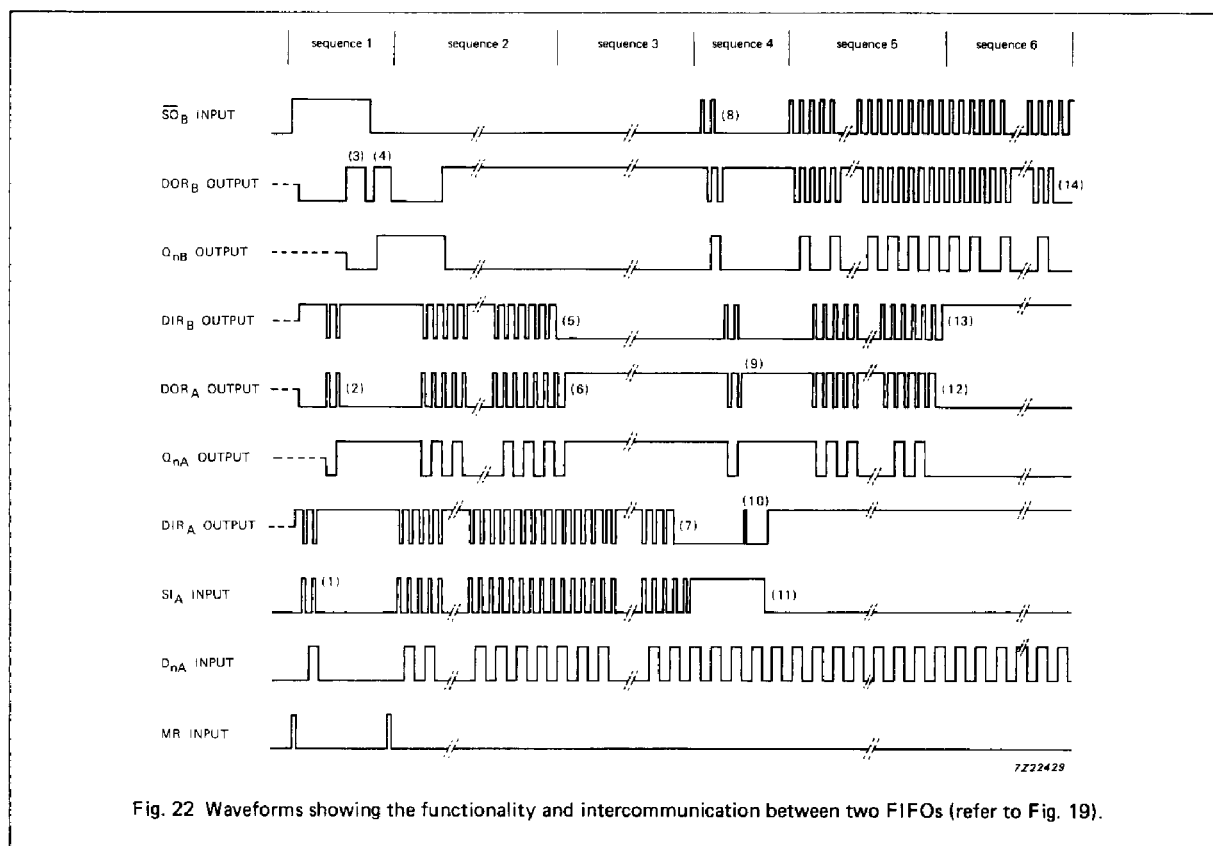 sequence 1 sequence 2 sequence 3 sequence 4 sequence 5 sequence 6
S̅O̅B INPUT (8)
DORB OUTPUT (3) (4) (14)
QnB OUTPUT
DIRB OUTPUT (5) (13)
DORA OUTPUT (2) (6) (9) (12)
QnA OUTPUT
DIRA OUTPUT (7) (10)
SIA INPUT (1) (11)
DnA INPUT
MR INPUT
7Z22429
Fig. 22 Waveforms showing the functionality and intercommunication between two FIFOs (refer to Fig. 19).